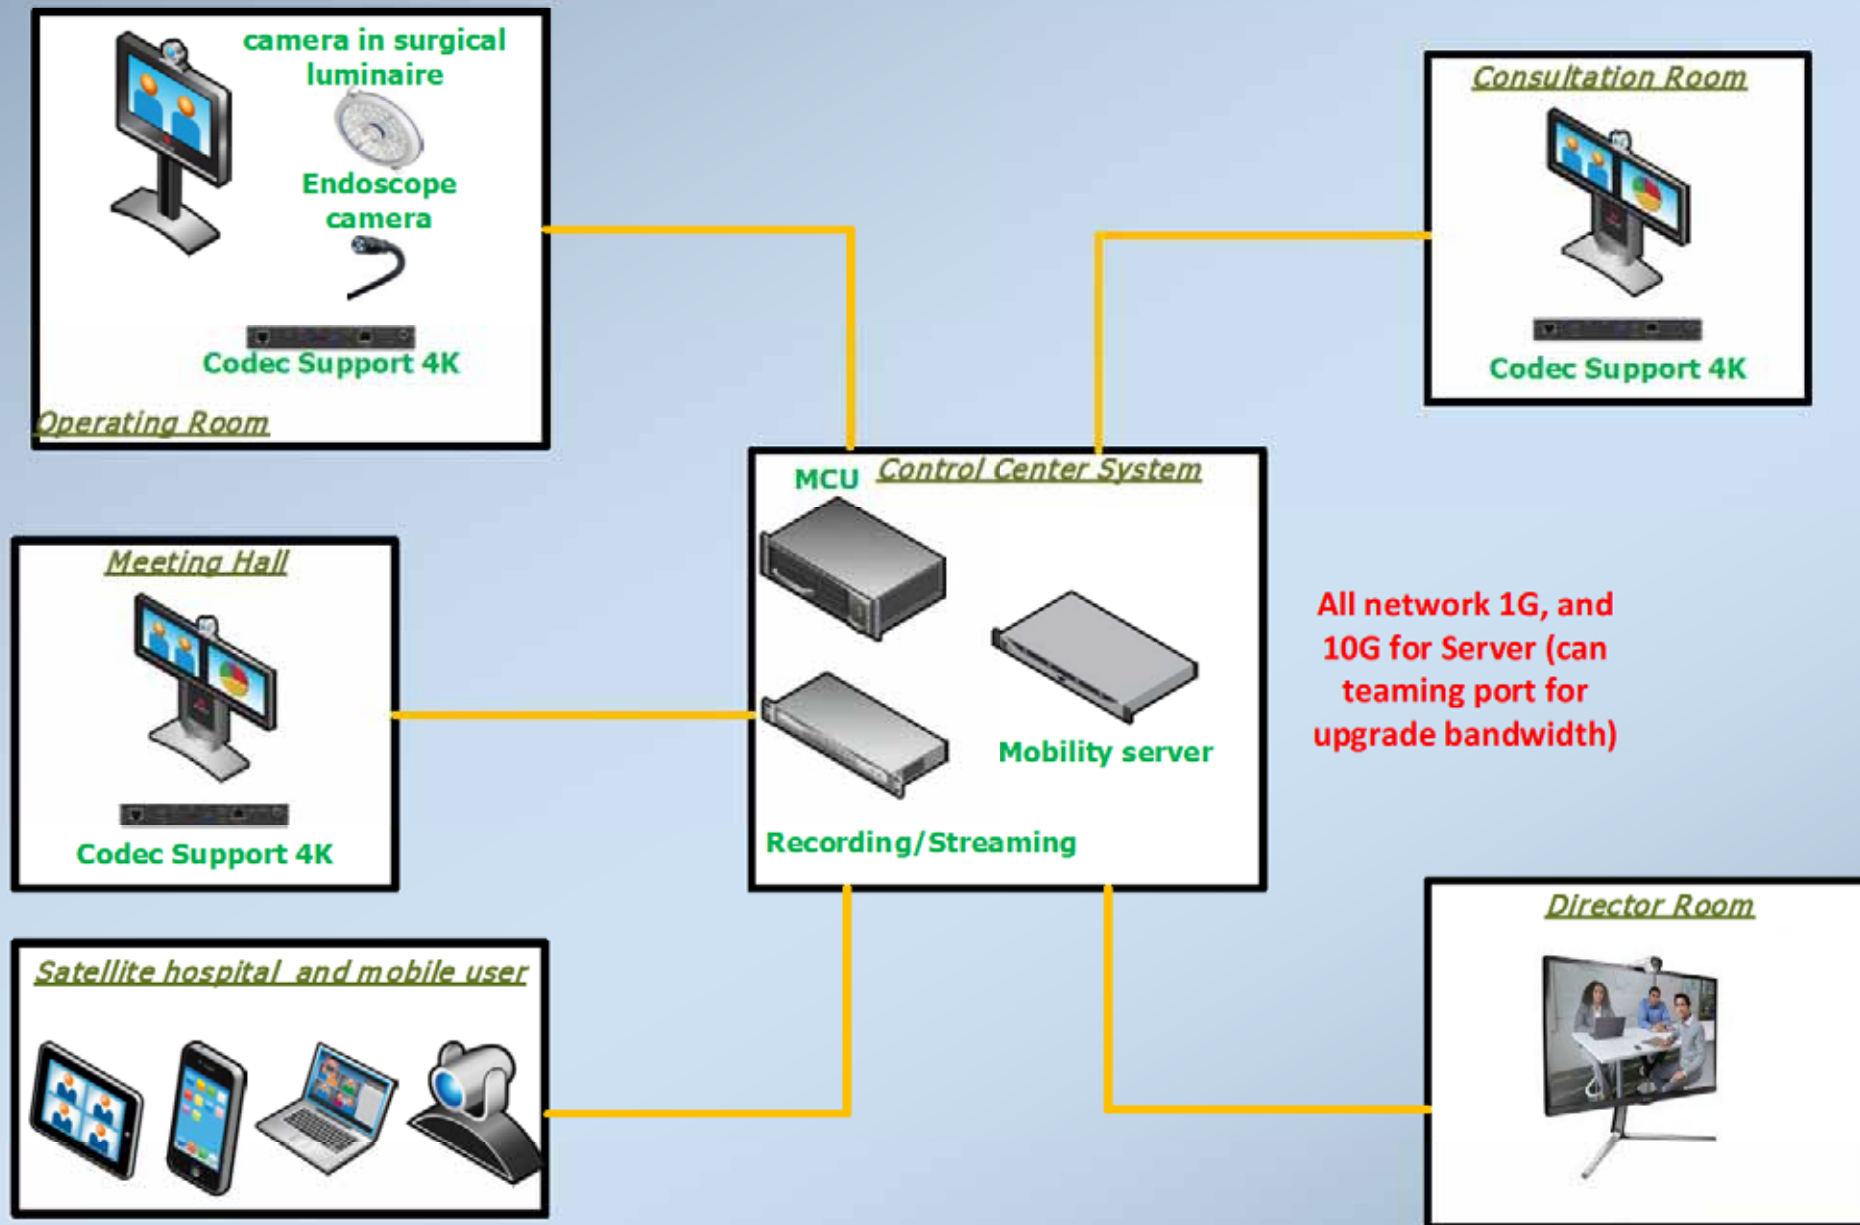 camera in surgical
luminaire
Endoscope
camera
Codec Support 4K
Operating Room
Consultation Room
Codec Support 4K
MCU
Control Center System
Mobility server
Recording/Streaming
Meeting Hall
Codec Support 4K
All network 1G, and
10G for Server (can
teaming port for
upgrade bandwidth)
Satellite hospital and mobile user
Director Room